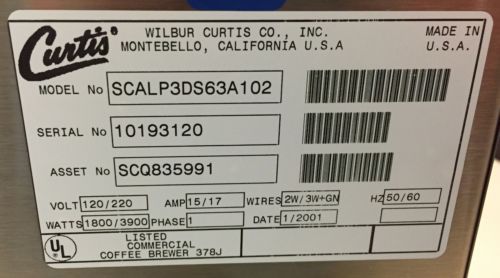 Curtis®
WILBUR CURTIS CO., INC.
MONTEBELLO, CALIFORNIA U.S.A
MADE IN
U.S.A.
MODEL No SCALP3DS63A102
SERIAL No 10193120
ASSET No SCQ835991
VOLT 120/220 AMP 15/17 WIRES 2W/3W+GN HZ 50/60
WATTS 1800/3900 PHASE 1 DATE 1/2001
UL
LISTED
COMMERCIAL
COFFEE BREWER 378J